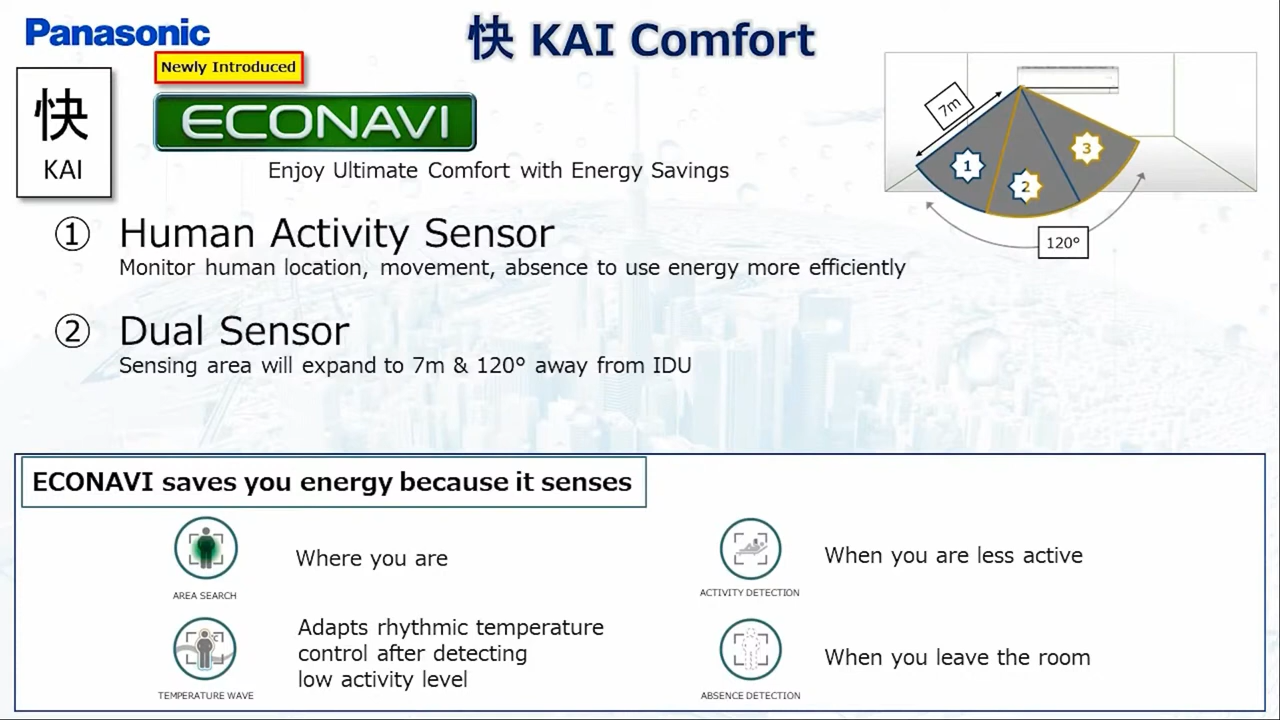 Panasonic
快 KAI Comfort
Newly Introduced
快
KAI
ECONAVI
Enjoy Ultimate Comfort with Energy Savings
7m
1
2
3
120°
① Human Activity Sensor
Monitor human location, movement, absence to use energy more efficiently
② Dual Sensor
Sensing area will expand to 7m & 120° away from IDU
ECONAVI saves you energy because it senses
Where you are
AREA SEARCH
When you are less active
ACTIVITY DETECTION
Adapts rhythmic temperature
control after detecting
low activity level
TEMPERATURE WAVE
When you leave the room
ABSENCE DETECTION